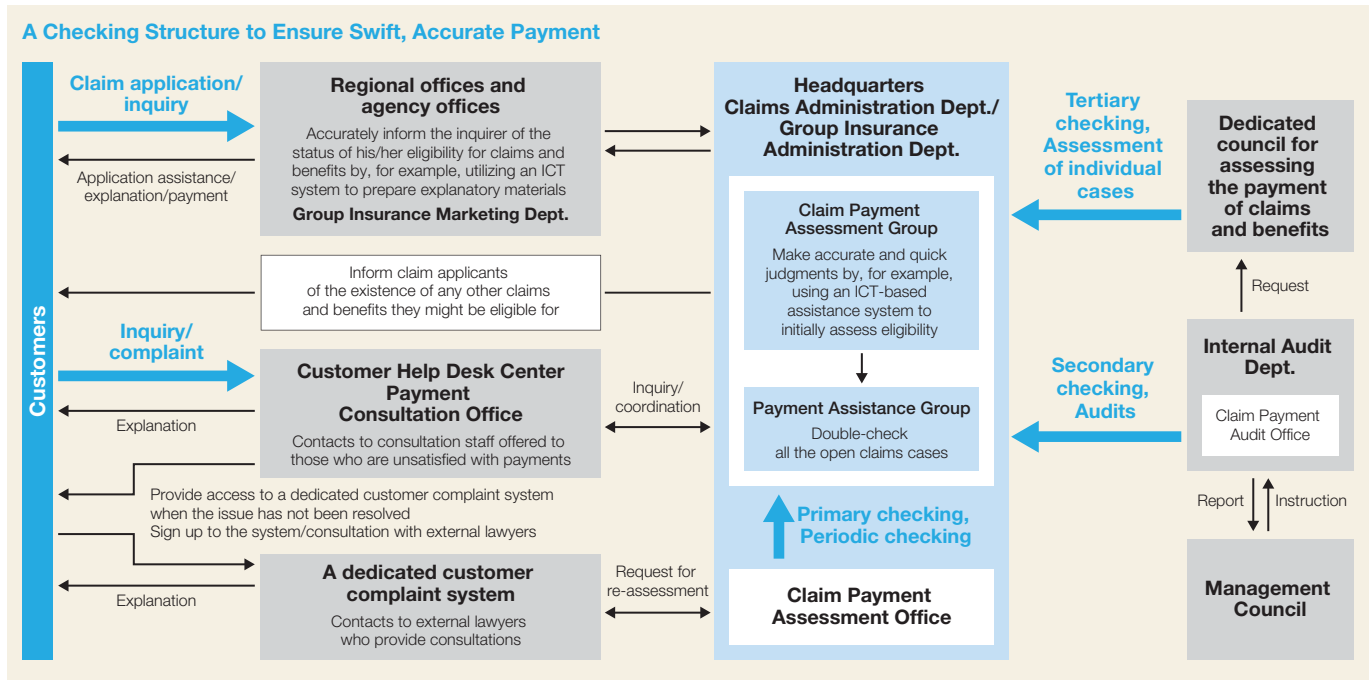 A Checking Structure to Ensure Swift, Accurate Payment
Customers
Claim application/
inquiry
Application assistance/
explanation/payment
Regional offices and
agency offices
Accurately inform the inquirer of the
status of his/her eligibility for claims and
benefits by, for example, utilizing an ICT
system to prepare explanatory materials
Group Insurance Marketing Dept.
Inform claim applicants
of the existence of any other claims
and benefits they might be eligible for
Inquiry/
complaint
Explanation
Customer Help Desk Center
Payment
Consultation Office
Contacts to consultation staff offered to
those who are unsatisfied with payments
Inquiry/
coordination
Provide access to a dedicated customer complaint system
when the issue has not been resolved
Sign up to the system/consultation with external lawyers
Explanation
A dedicated customer
complaint system
Contacts to external lawyers
who provide consultations
Request for
re-assessment
Headquarters
Claims Administration Dept./
Group Insurance
Administration Dept.
Claim Payment
Assessment Group
Make accurate and quick
judgments by, for example,
using an ICT-based
assistance system to
initially assess eligibility
Payment Assistance Group
Double-check
all the open claims cases
Primary checking,
Periodic checking
Claim Payment
Assessment Office
Tertiary
checking,
Assessment
of individual
cases
Secondary
checking,
Audits
Dedicated
council for
assessing
the payment
of claims
and benefits
Request
Internal Audit
Dept.
Claim Payment
Audit Office
Report
Instruction
Management
Council